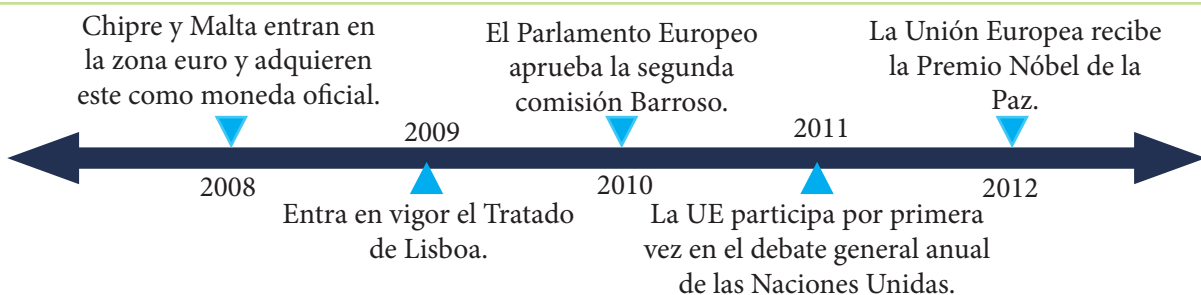 Chipre y Malta entran en
la zona euro y adquieren
este como moneda oficial.
2008
2009
Entra en vigor el Tratado
de Lisboa.
El Parlamento Europeo
aprueba la segunda
comisión Barroso.
2010
2011
La UE participa por primera
vez en el debate general anual
de las Naciones Unidas.
La Unión Europea recibe
la Premio Nóbel de la
Paz.
2012